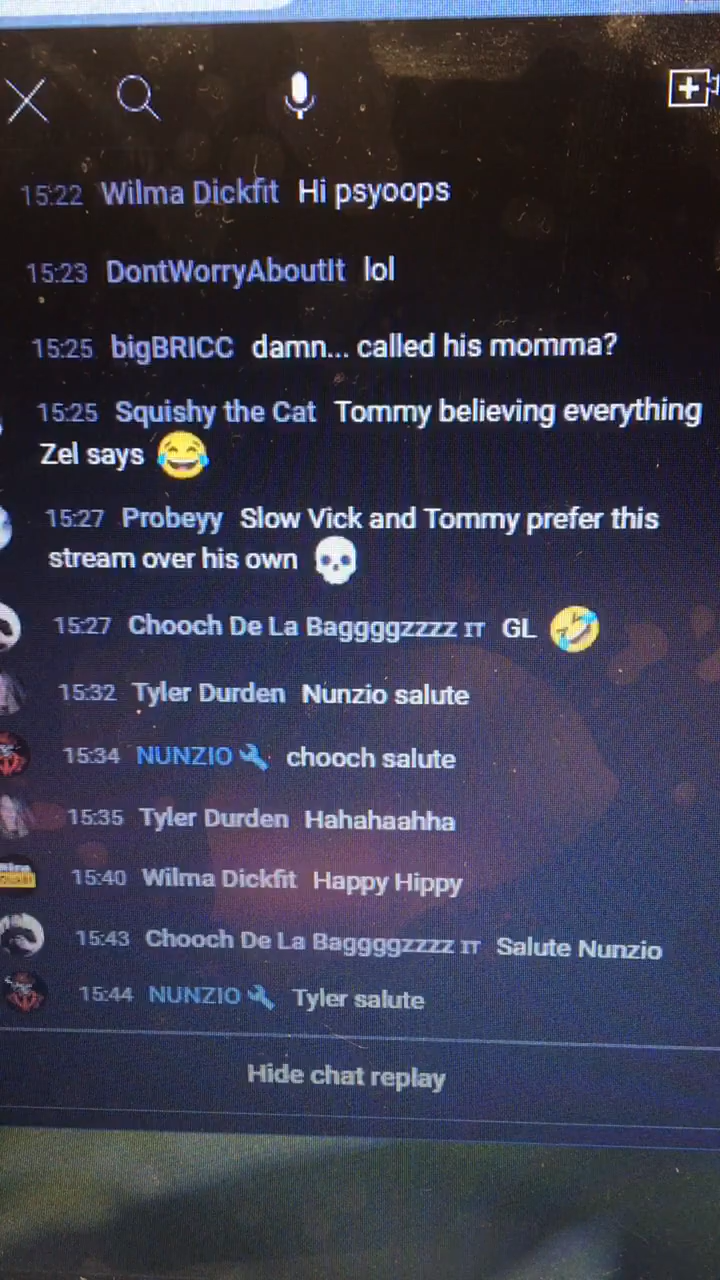 15:22 Wilma Dickfit Hi psyoops
15:23 DontWorryAboutIt lol
15:25 bigBRICC damn... called his momma?
15:25 Squishy the Cat Tommy believing everything
Zel says 😂
15:27 Probeyy Slow Vick and Tommy prefer this
stream over his own 💀
15:27 Chooch De La Baggggzzzz IT GL 🤣
15:32 Tyler Durden Nunzio salute
15:34 NUNZIO🔧 chooch salute
15:35 Tyler Durden Hahahaahha
15:40 Wilma Dickfit Happy Hippy
15:43 Chooch De La Baggggzzzz IT Salute Nunzio
15:44 NUNZIO🔧 Tyler salute
Hide chat replay